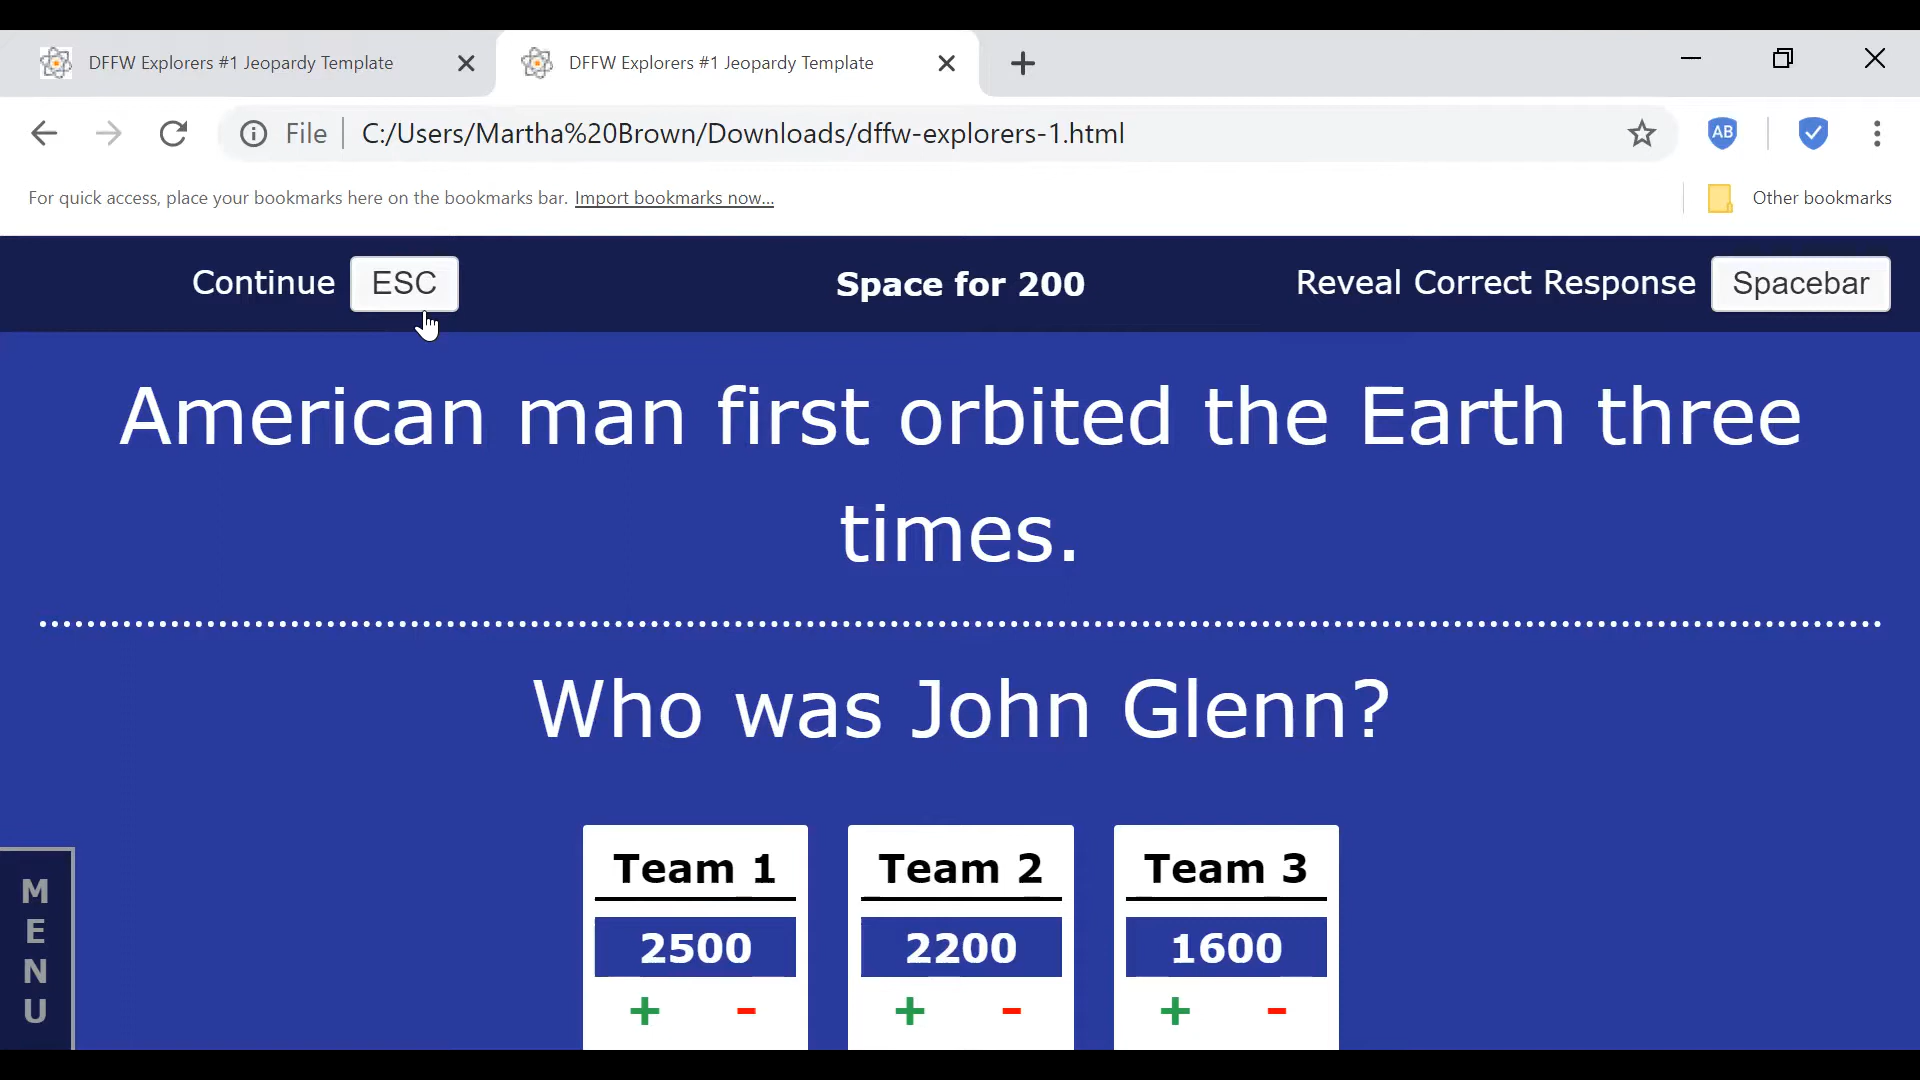 DFFW Explorers #1 Jeopardy Template
DFFW Explorers #1 Jeopardy Template
File
C:/Users/Martha%20Brown/Downloads/dffw-explorers-1.html
AB
For quick access, place your bookmarks here on the bookmarks bar. Import bookmarks now...
Other bookmarks
Continue ESC
Space for 200
Reveal Correct Response Spacebar
American man first orbited the Earth three
times.
Who was John Glenn?
Team 1
Team 2
Team 3
2500
2200
1600
+ -
+ -
+ -
MENU